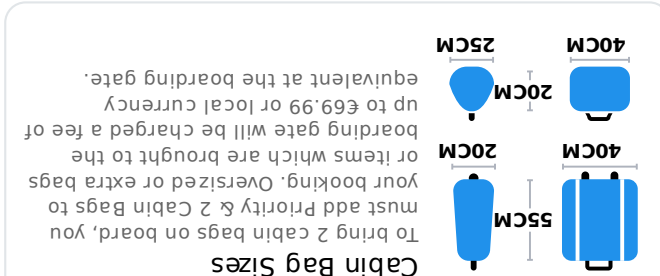 Cabin Bag Sizes
To bring 2 cabin bags on board, you
must add Priority & 2 Cabin Bags to
your booking. Oversized or extra bags
or items which are brought to the
boarding gate will be charged a fee of
up to €69.99 or local currency
equivalent at the boarding gate.
55CM
40CM
20CM
20CM
40CM
25CM